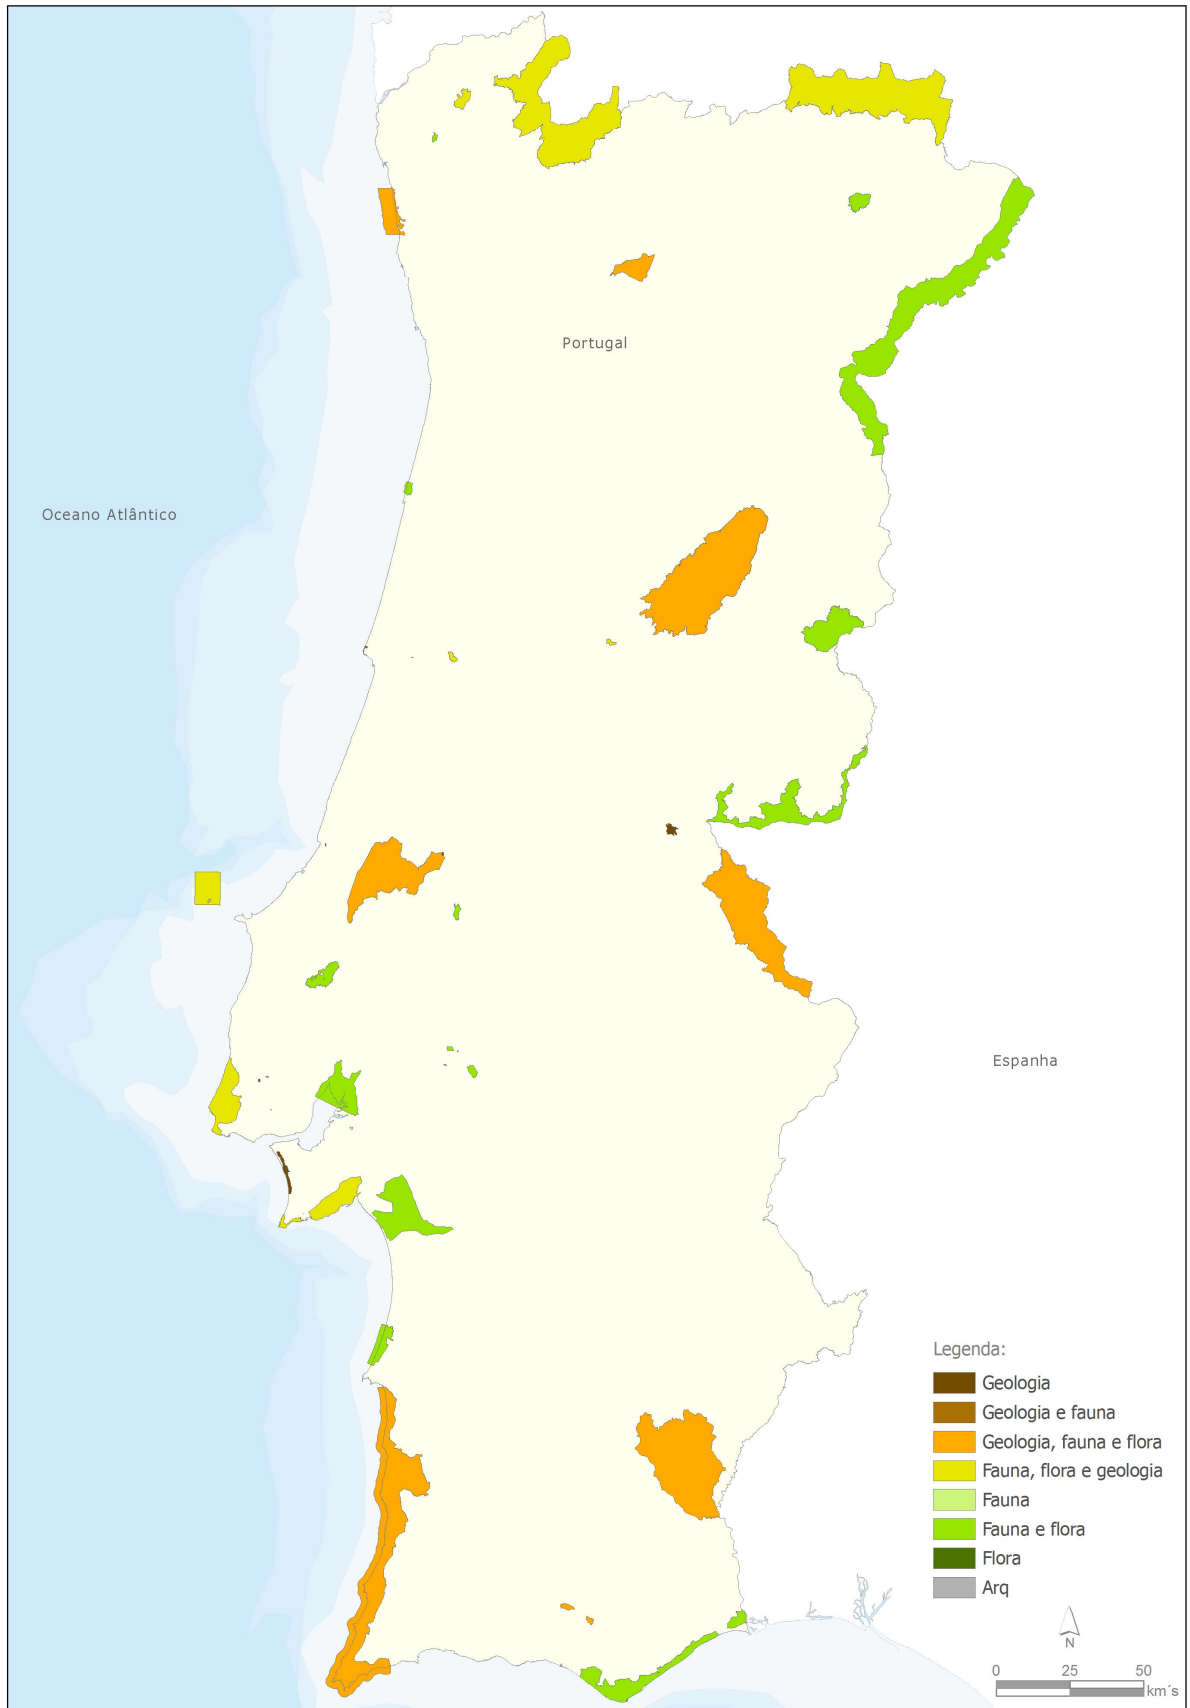 Portugal
Oceano Atlântico
Espanha
Legenda:
Geologia
Geologia e fauna
Geologia, fauna e flora
Fauna, flora e geologia
Fauna
Fauna e flora
Flora
Arq
N
0 25 50
km´s